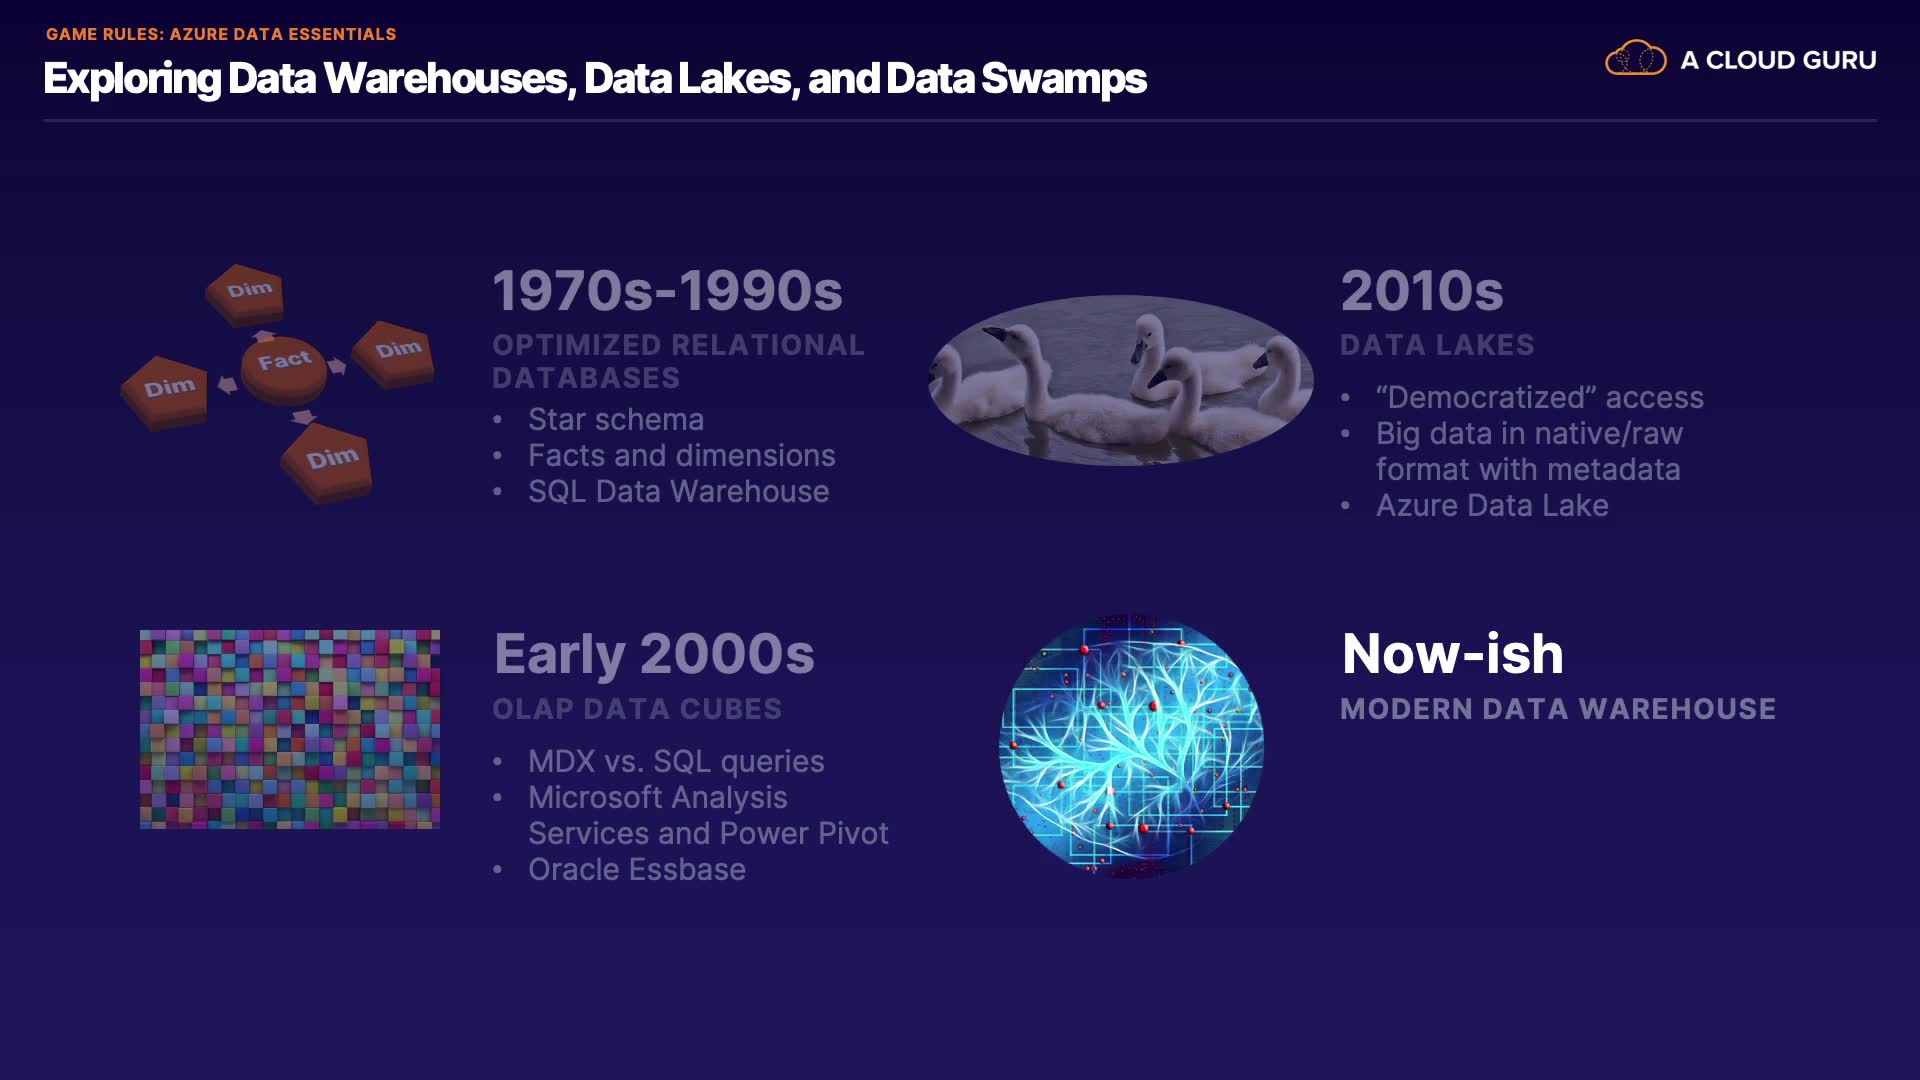 GAME RULES: AZURE DATA ESSENTIALS
Exploring Data Warehouses, Data Lakes, and Data Swamps
A CLOUD GURU
Dim
Dim
Fact
Dim
Dim
1970s-1990s
OPTIMIZED RELATIONAL
DATABASES
• Star schema
• Facts and dimensions
• SQL Data Warehouse
2010s
DATA LAKES
• “Democratized” access
• Big data in native/raw
format with metadata
• Azure Data Lake
Early 2000s
OLAP DATA CUBES
• MDX vs. SQL queries
• Microsoft Analysis
Services and Power Pivot
• Oracle Essbase
Now-ish
MODERN DATA WAREHOUSE